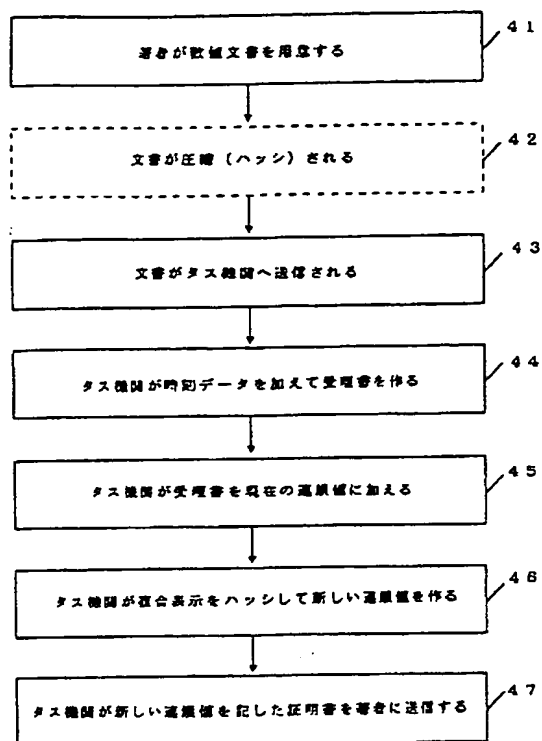 41
著者が数値文書を用意する
42
文書が圧縮（ハッシ）される
43
文書がタス機関へ送信される
44
タス機関が時刻データを加えて受理書を作る
45
タス機関が受理書を現在の連鎖値に加える
46
タス機関が複合表示をハッシして新しい連鎖値を作る
47
タス機関が新しい連鎖値を記した証明書を著者に送信する